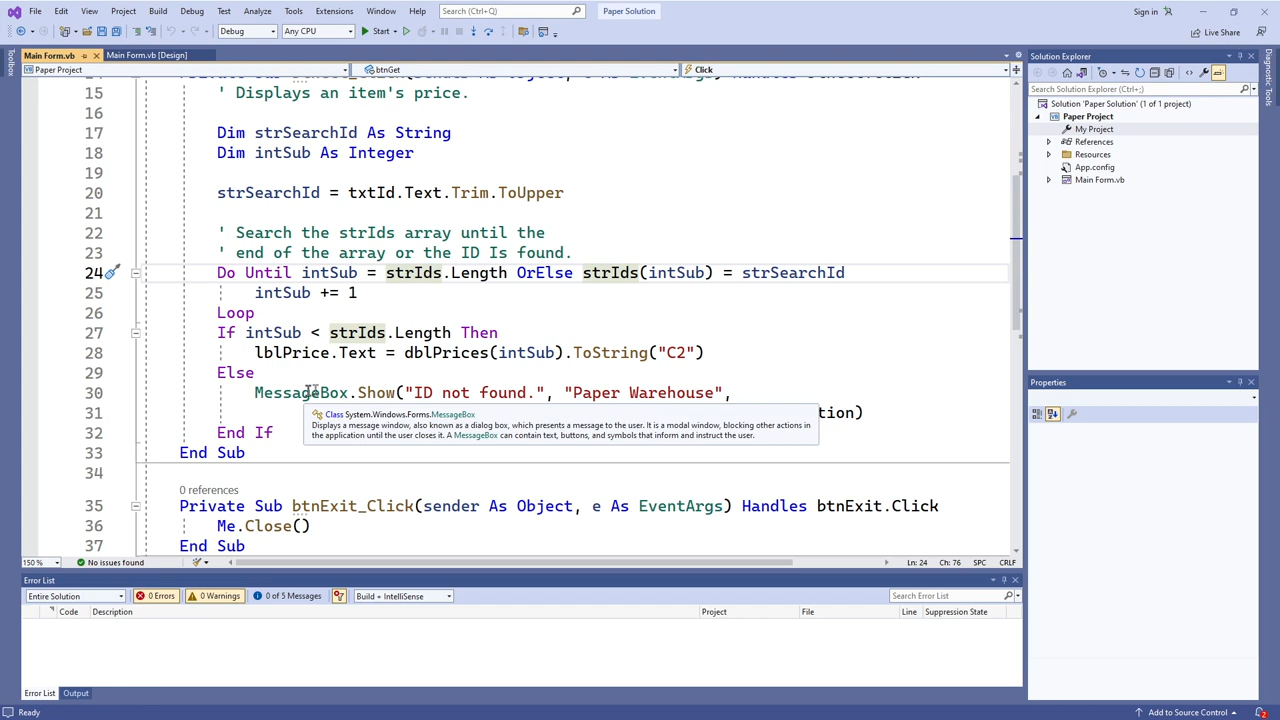 File Edit View Project Build Debug Test Analyze Tools Extensions Window Help Search (Ctrl+Q) Paper Solution Sign in
Debug Any CPU Start Live Share
Main Form.vb Main Form.vb [Design]
Paper Project btnGet Click
15 ' Displays an item's price.
16
17 Dim strSearchId As String
18 Dim intSub As Integer
19
20 strSearchId = txtId.Text.Trim.ToUpper
21
22 ' Search the strIds array until the
23 ' end of the array or the ID Is found.
24 Do Until intSub = strIds.Length OrElse strIds(intSub) = strSearchId
25 intSub += 1
26 Loop
27 If intSub < strIds.Length Then
28 lblPrice.Text = dblPrices(intSub).ToString("C2")
29 Else
30 MessageBox.Show("ID not found.", "Paper Warehouse",
31 tion)
Class System.Windows.Forms.MessageBox
Displays a message window, also known as a dialog box, which presents a message to the user. It is a modal window, blocking other actions in
the application until the user closes it. A MessageBox can contain text, buttons, and symbols that inform and instruct the user.
32 End If
33 End Sub
34
0 references
35 Private Sub btnExit_Click(sender As Object, e As EventArgs) Handles btnExit.Click
36 Me.Close()
37 End Sub
150 % No issues found Ln: 24 Ch: 76 SPC CRLF
Error List
Entire Solution 0 Errors 0 Warnings 0 of 5 Messages Build + IntelliSense Search Error List
Code Description Project File Line Suppression State
Error List Output
Ready Add to Source Control 2
Toolbox
Solution Explorer
Search Solution Explorer (Ctrl+;)
Solution 'Paper Solution' (1 of 1 project)
Paper Project
My Project
References
Resources
App.config
Main Form.vb
Properties
Diagnostic Tools